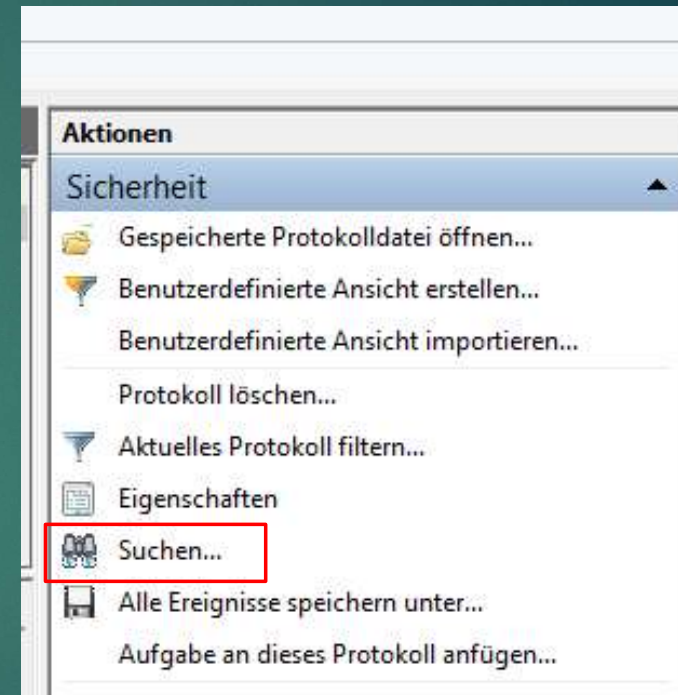 Aktionen
Sicherheit
Gespeicherte Protokolldatei öffnen...
Benutzerdefinierte Ansicht erstellen...
Benutzerdefinierte Ansicht importieren...
Protokoll löschen...
Aktuelles Protokoll filtern...
Eigenschaften
Suchen...
Alle Ereignisse speichern unter...
Aufgabe an dieses Protokoll anfügen...